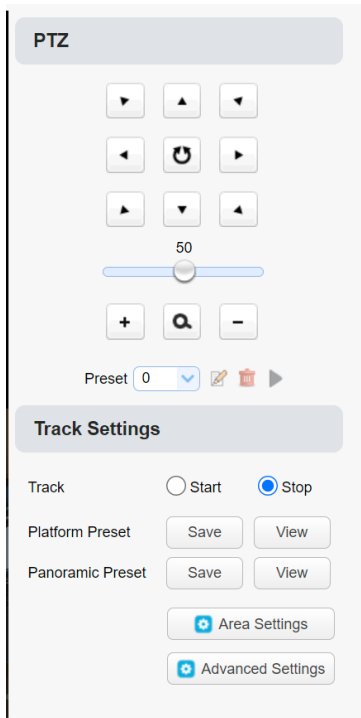 PTZ
50
+ −
Preset 0
Track Settings
Track Start Stop
Platform Preset Save View
Panoramic Preset Save View
Area Settings
Advanced Settings